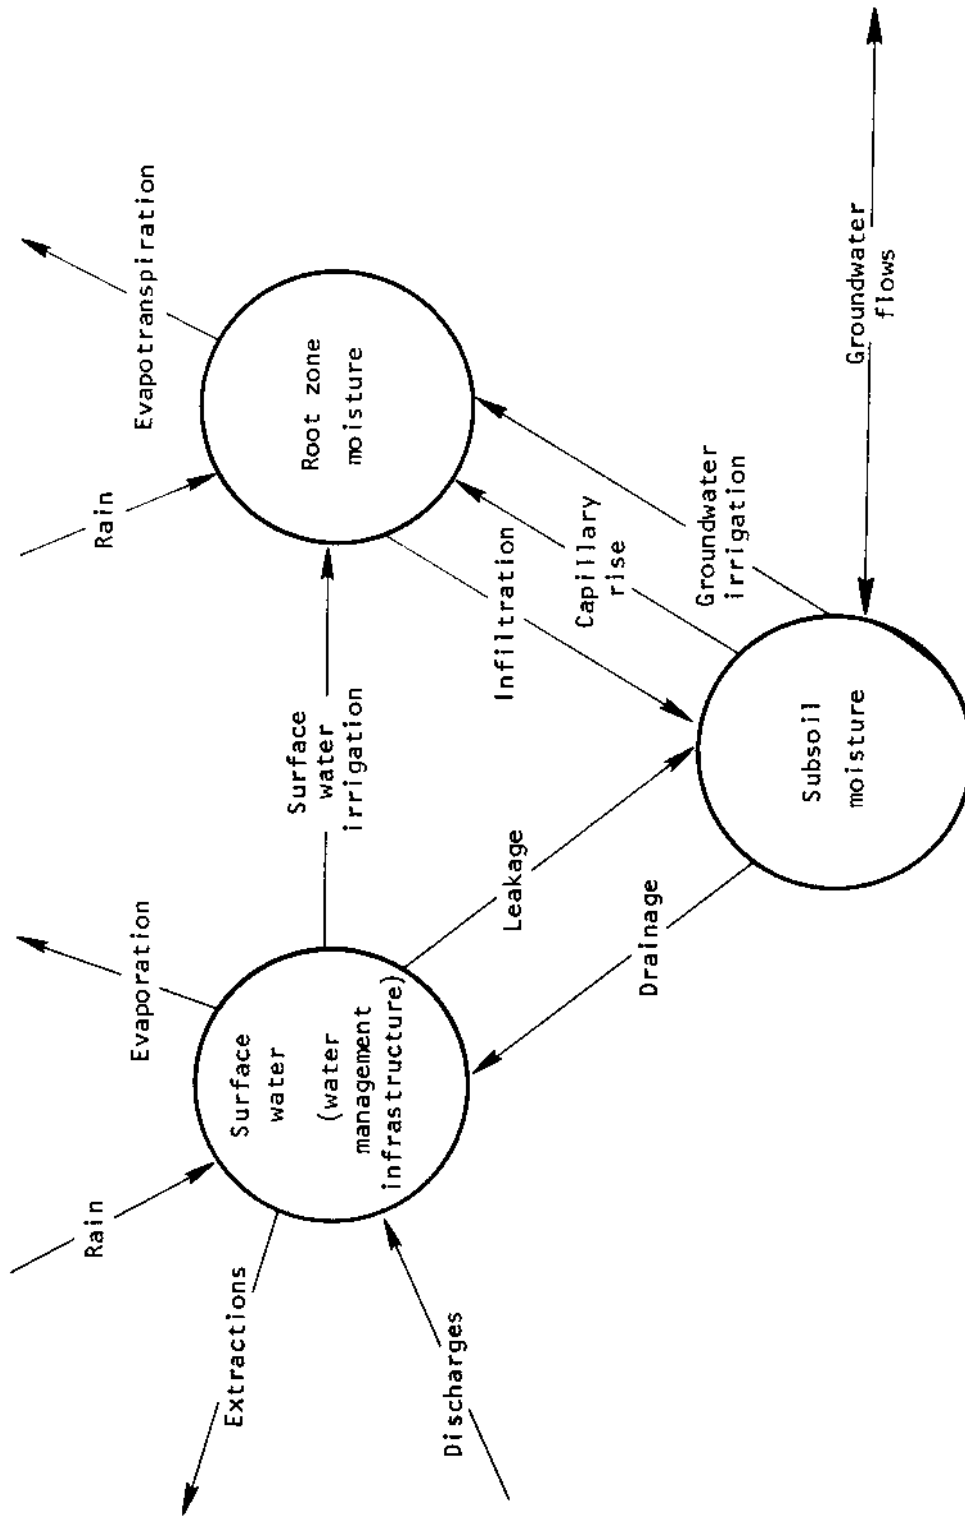 Rain
Evaporation
Rain
Evapotranspiration
Extractions
Surface
water
(water
management
infrastructure)
Surface
water
irrigation
Root zone
moisture
Discharges
Leakage
Infiltration
Capillary
rise
Drainage
Groundwater
irrigation
Subsoil
moisture
Groundwater
flows